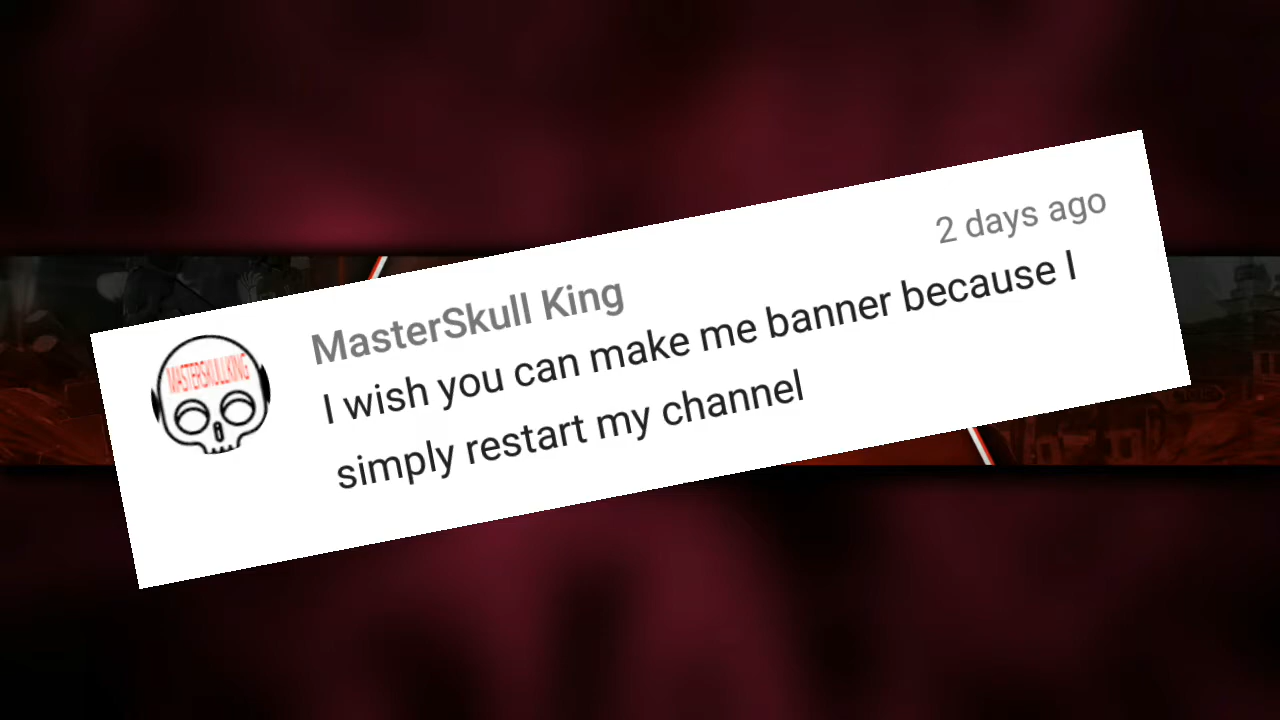 2 days ago
MasterSkull King
MASTERSKULLKING
I wish you can make me banner because I
simply restart my channel